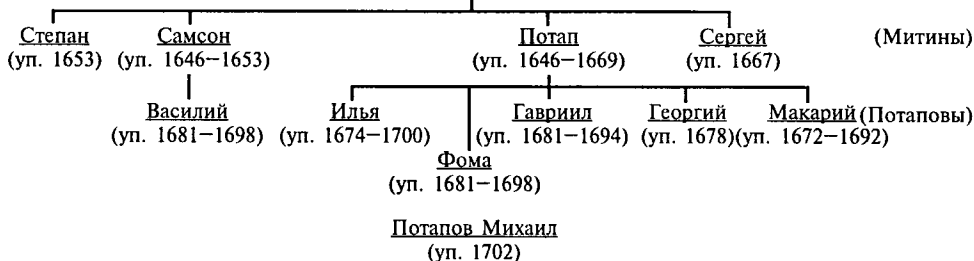 Степан Самсон Потап Сергей (Митины)
(уп. 1653) (уп. 1646—1653) (уп. 1646—1669) (уп. 1667)
Василий Илья Гавриил Георгий Макарий (Потаповы)
(уп. 1681—1698) (уп. 1674—1700) (уп. 1681—1694) (уп. 1678) (уп. 1672—1692)
Фома
(уп. 1681—1698)
Потапов Михаил
(уп. 1702)